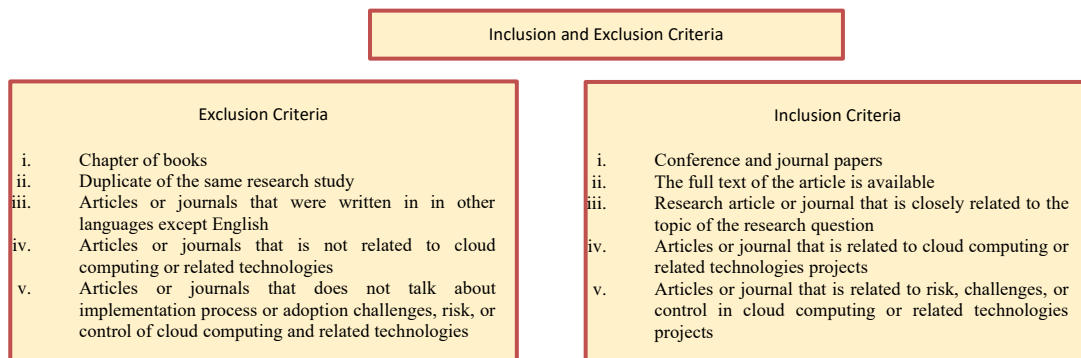 Inclusion and Exclusion Criteria
Exclusion Criteria
i. Chapter of books
ii. Duplicate of the same research study
iii. Articles or journals that were written in in other
languages except English
iv. Articles or journals that is not related to cloud
computing or related technologies
v. Articles or journals that does not talk about
implementation process or adoption challenges, risk, or
control of cloud computing and related technologies
Inclusion Criteria
i. Conference and journal papers
ii. The full text of the article is available
iii. Research article or journal that is closely related to the
topic of the research question
iv. Articles or journal that is related to cloud computing or
related technologies projects
v. Articles or journal that is related to risk, challenges, or
control in cloud computing or related technologies
projects